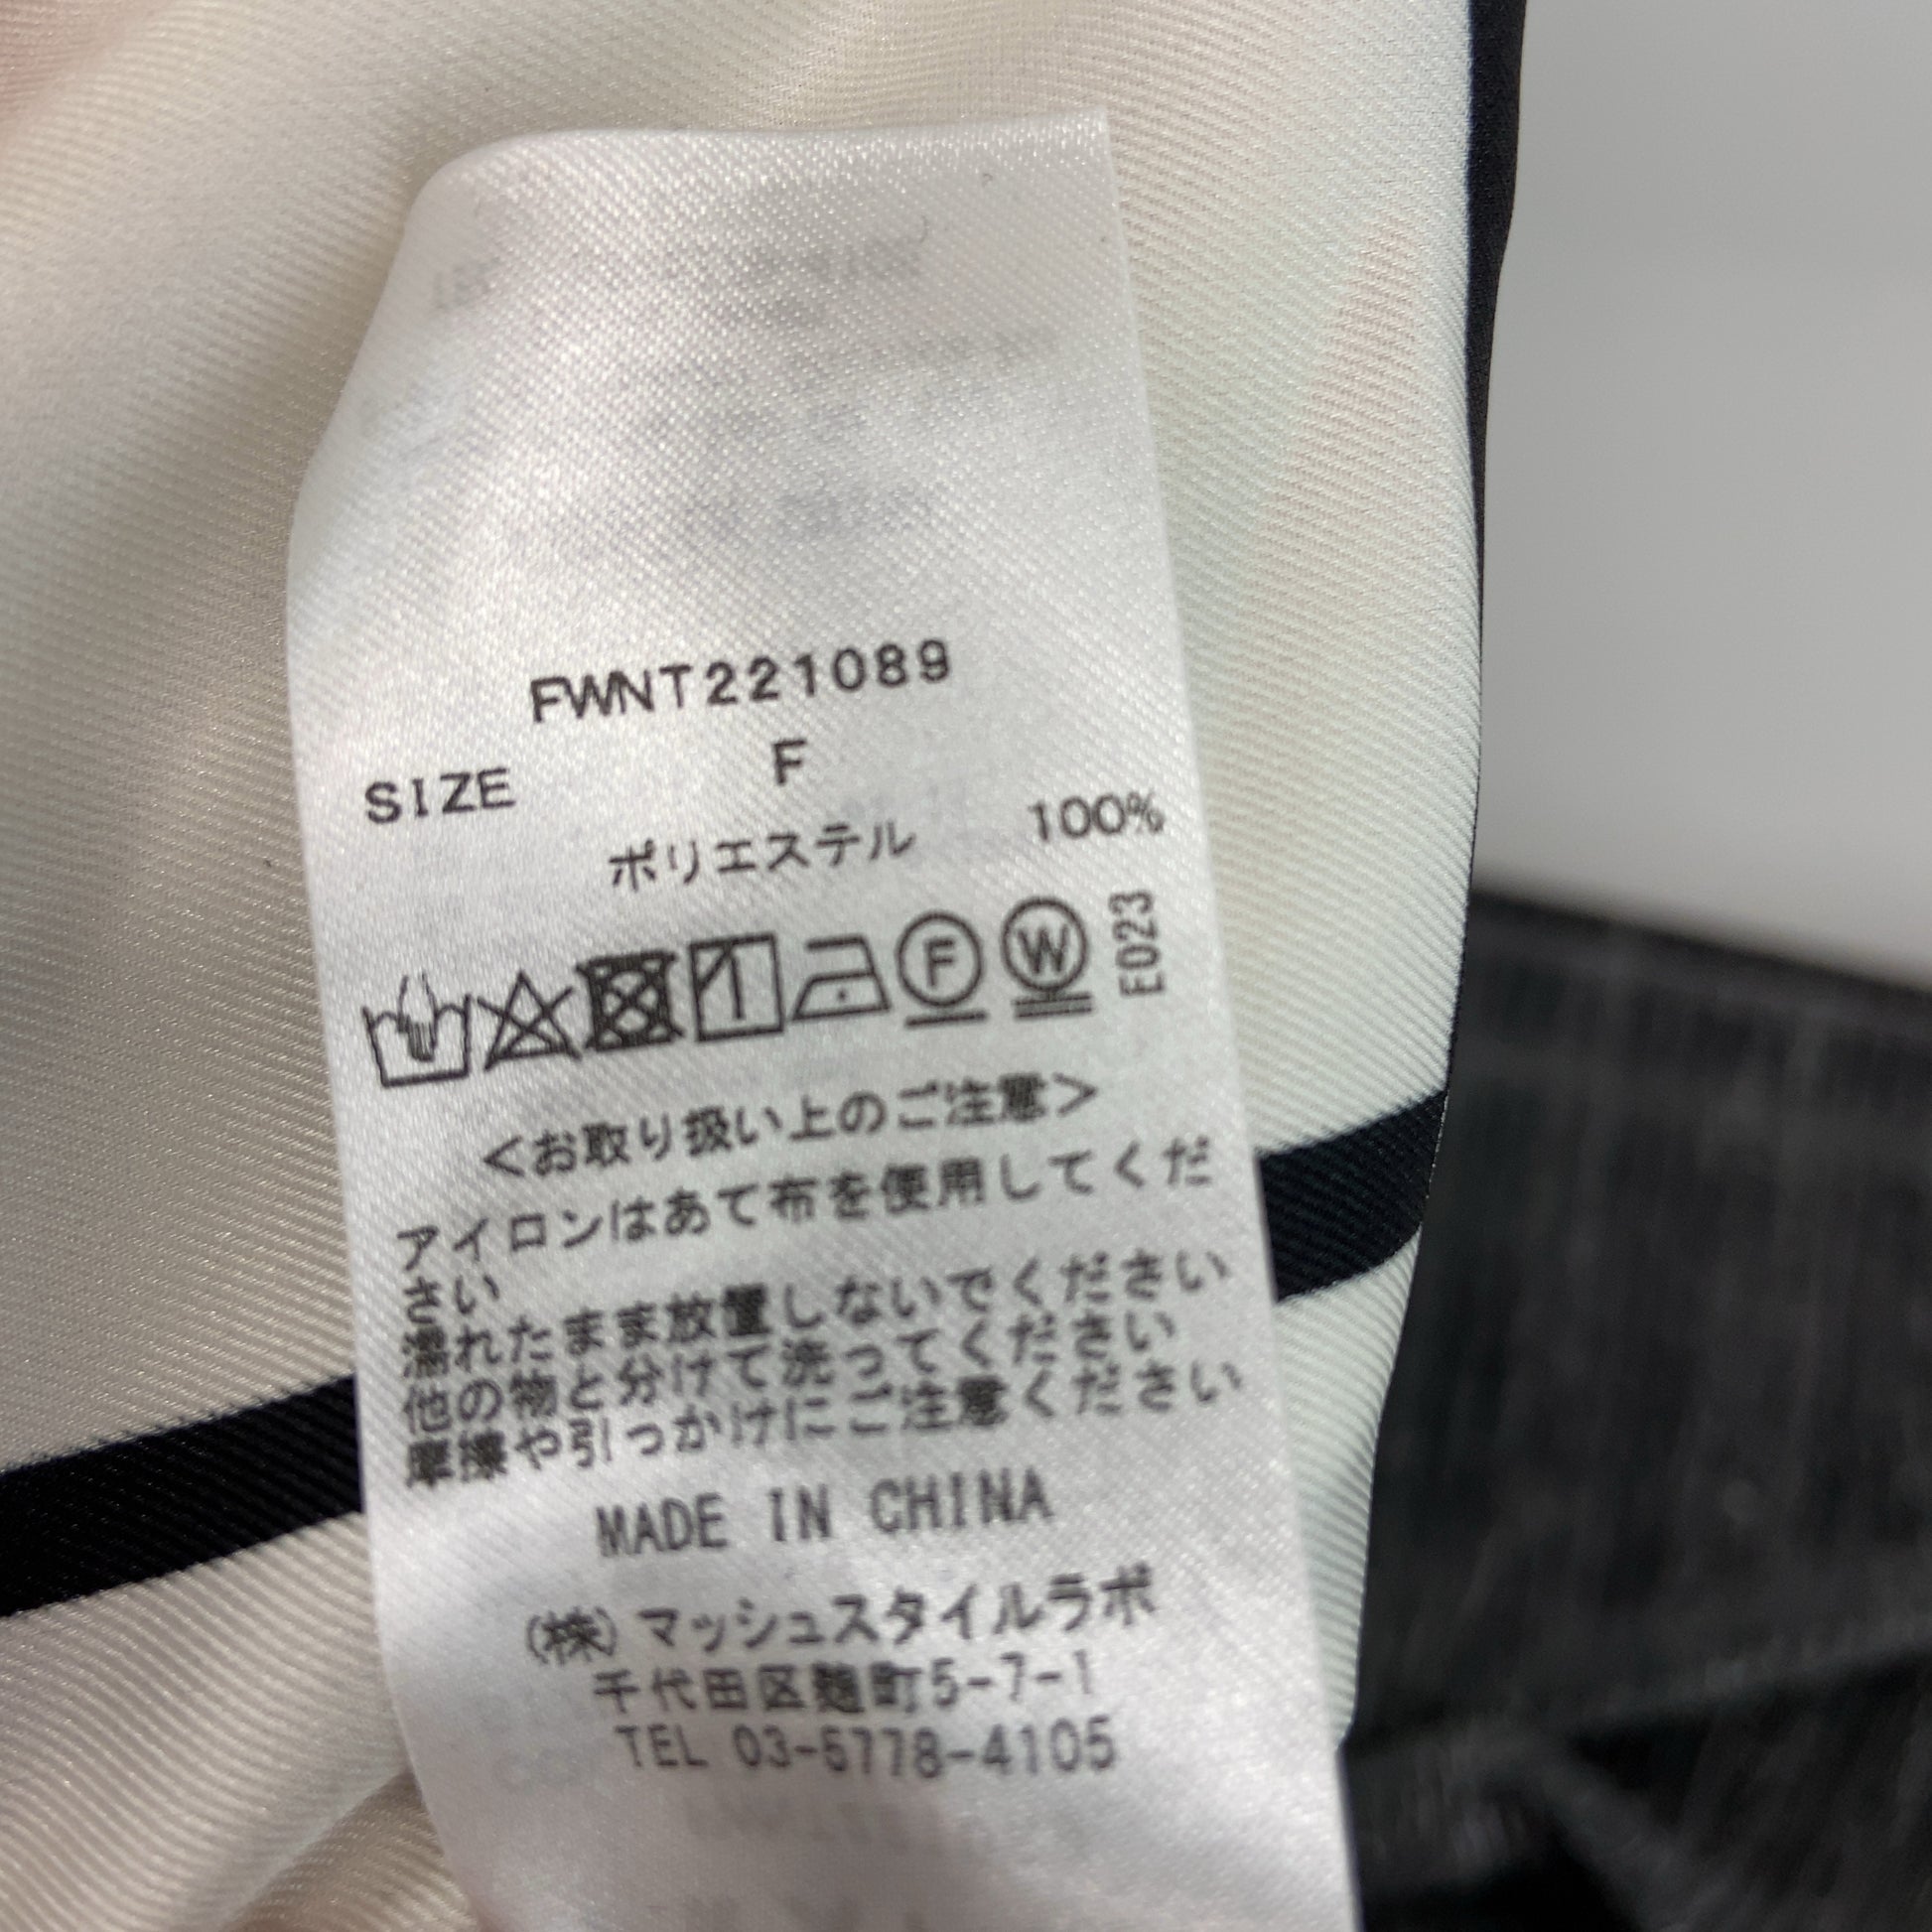 FWNT221089
SIZE F
ポリエステル 100%
F W E023
<お取り扱い上のご注意>
アイロンはあて布を使用してくだ
さい
濡れたまま放置しないでください
他の物と分けて洗ってください
摩擦や引っかけにご注意ください
MADE IN CHINA
(株)マッシュスタイルラボ
千代田区麹町5-7-1
TEL 03-5778-4105